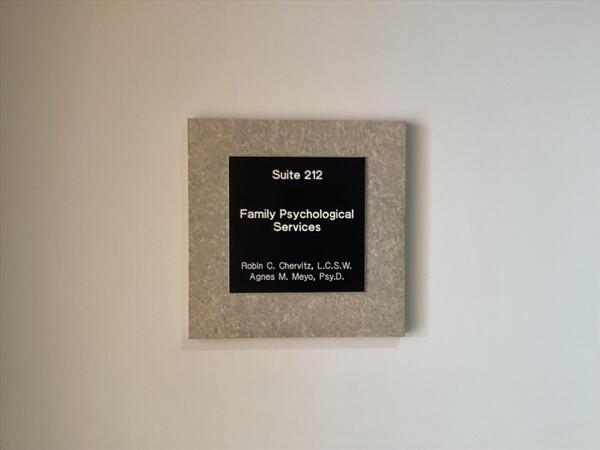 Suite 212
Family Psychological
Services
Robin C. Chervitz, L.C.S.W.
Agnes M. Meyo, Psy.D.